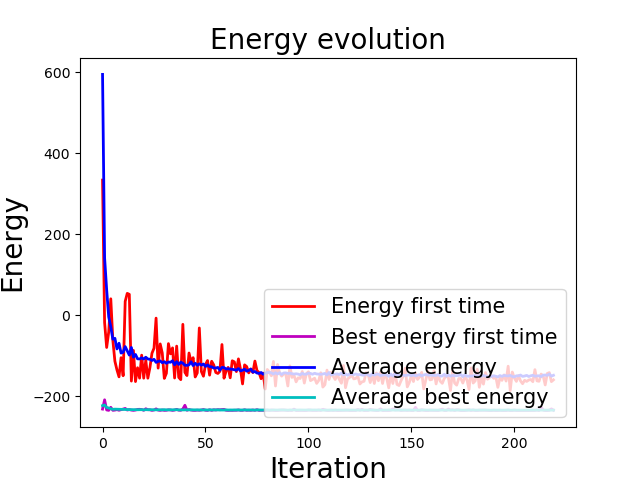 Energy evolution
600
400
200
0
−200
Energy
Energy first time
Best energy first time
Average energy
Average best energy
0 50 100 150 200
Iteration